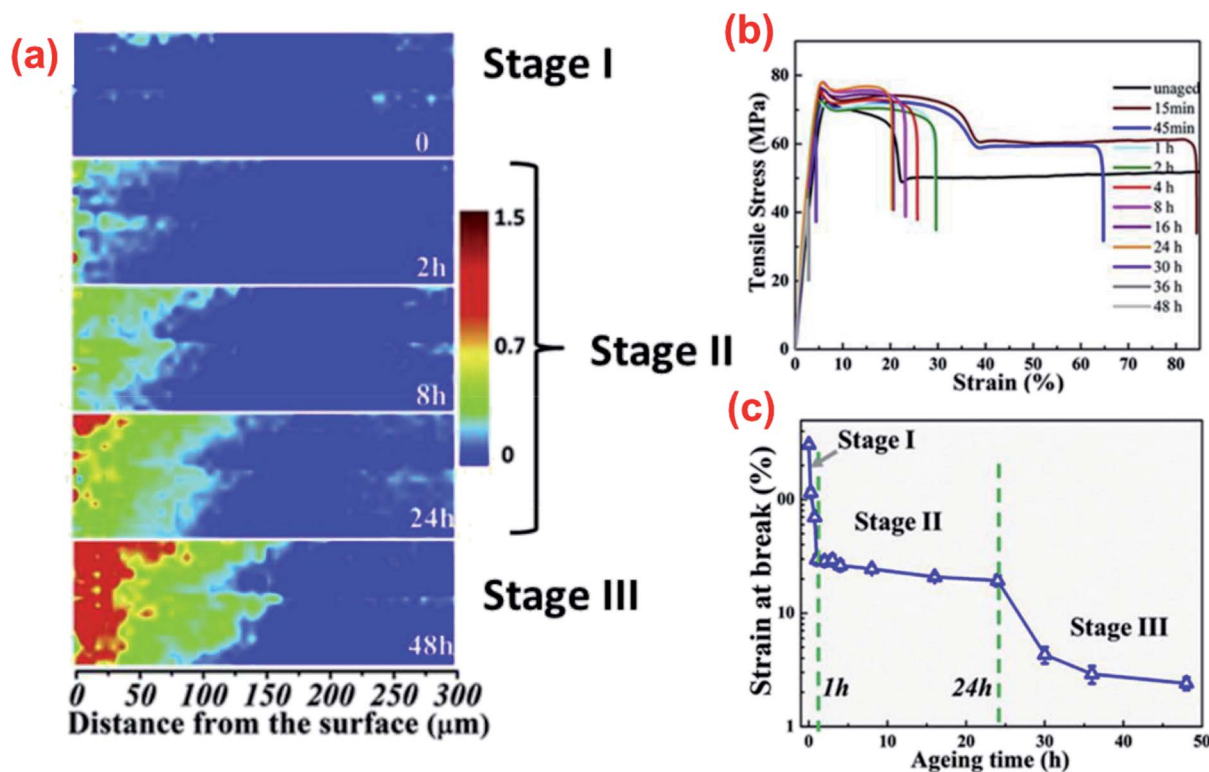 (a)
Stage I
0
2h
8h
24h
48h
1.5
0.7
0
Stage II
Stage III
0 50 100 150 200 250 300
Distance from the surface (μm)
(b)
80
60
40
20
0
Tensile Stress (MPa)
0 10 20 30 40 50 60 70 80
Strain (%)
unaged
15min
45min
1 h
2 h
4 h
8 h
16 h
24 h
30 h
36 h
48 h
(c)
Strain at break (%)
00
10
1
Stage I
Stage II
Stage III
1h
24h
0 10 20 30 40 50
Ageing time (h)